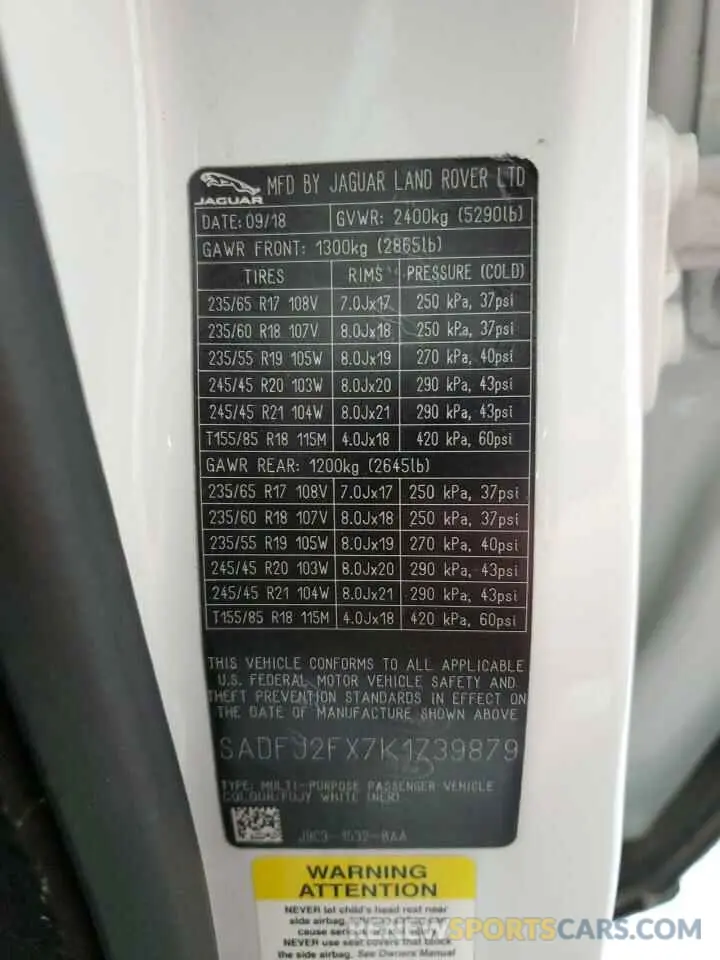 JAGUAR
MFD BY JAGUAR LAND ROVER LTD
DATE: 09/18 GVWR: 2400kg (5290lb)
GAWR FRONT: 1300kg (2865lb)
TIRES RIMS PRESSURE (COLD)
235/65 R17 108V 7.0Jx17 250 kPa, 37psi
235/60 R18 107V 8.0Jx18 250 kPa, 37psi
235/55 R19 105W 8.0Jx19 270 kPa, 40psi
245/45 R20 103W 8.0Jx20 290 kPa, 43psi
245/45 R21 104W 8.0Jx21 290 kPa, 43psi
T155/85 R18 115M 4.0Jx18 420 kPa, 60psi
GAWR REAR: 1200kg (2645lb)
235/65 R17 108V 7.0Jx17 250 kPa, 37psi
235/60 R18 107V 8.0Jx18 250 kPa, 37psi
235/55 R19 105W 8.0Jx19 270 kPa, 40psi
245/45 R20 103W 8.0Jx20 290 kPa, 43psi
245/45 R21 104W 8.0Jx21 290 kPa, 43psi
T155/85 R18 115M 4.0Jx18 420 kPa, 60psi
THIS VEHICLE CONFORMS TO ALL APPLICABLE
U.S. FEDERAL MOTOR VEHICLE SAFETY AND
THEFT PREVENTION STANDARDS IN EFFECT ON
THE DATE OF MANUFACTURE SHOWN ABOVE
SADFJ2FX7K1Z39879
TYPE: MULTI-PURPOSE PASSENGER VEHICLE
COLOUR:FUJI WHITE (NER)
WARNING
ATTENTION
NEVER let child's head rest near
side airbag.
cause serious
NEVER use seat covers that block
the side airbag. See Owners Manual
RENEWSPORTSCARS.COM